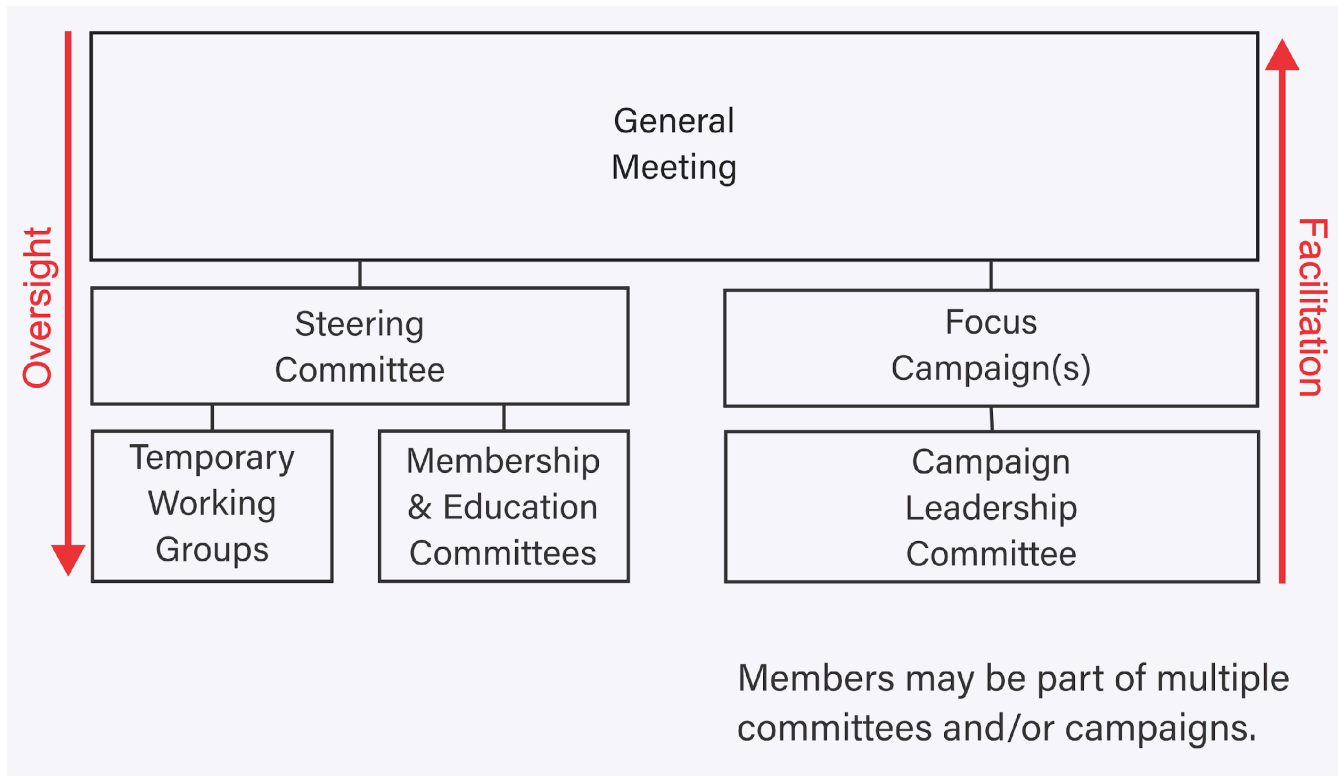 General
Meeting
Oversight
Facilitation
Steering
Committee
Focus
Campaign(s)
Temporary
Working
Groups
Membership
& Education
Committees
Campaign
Leadership
Committee
Members may be part of multiple
committees and/or campaigns.